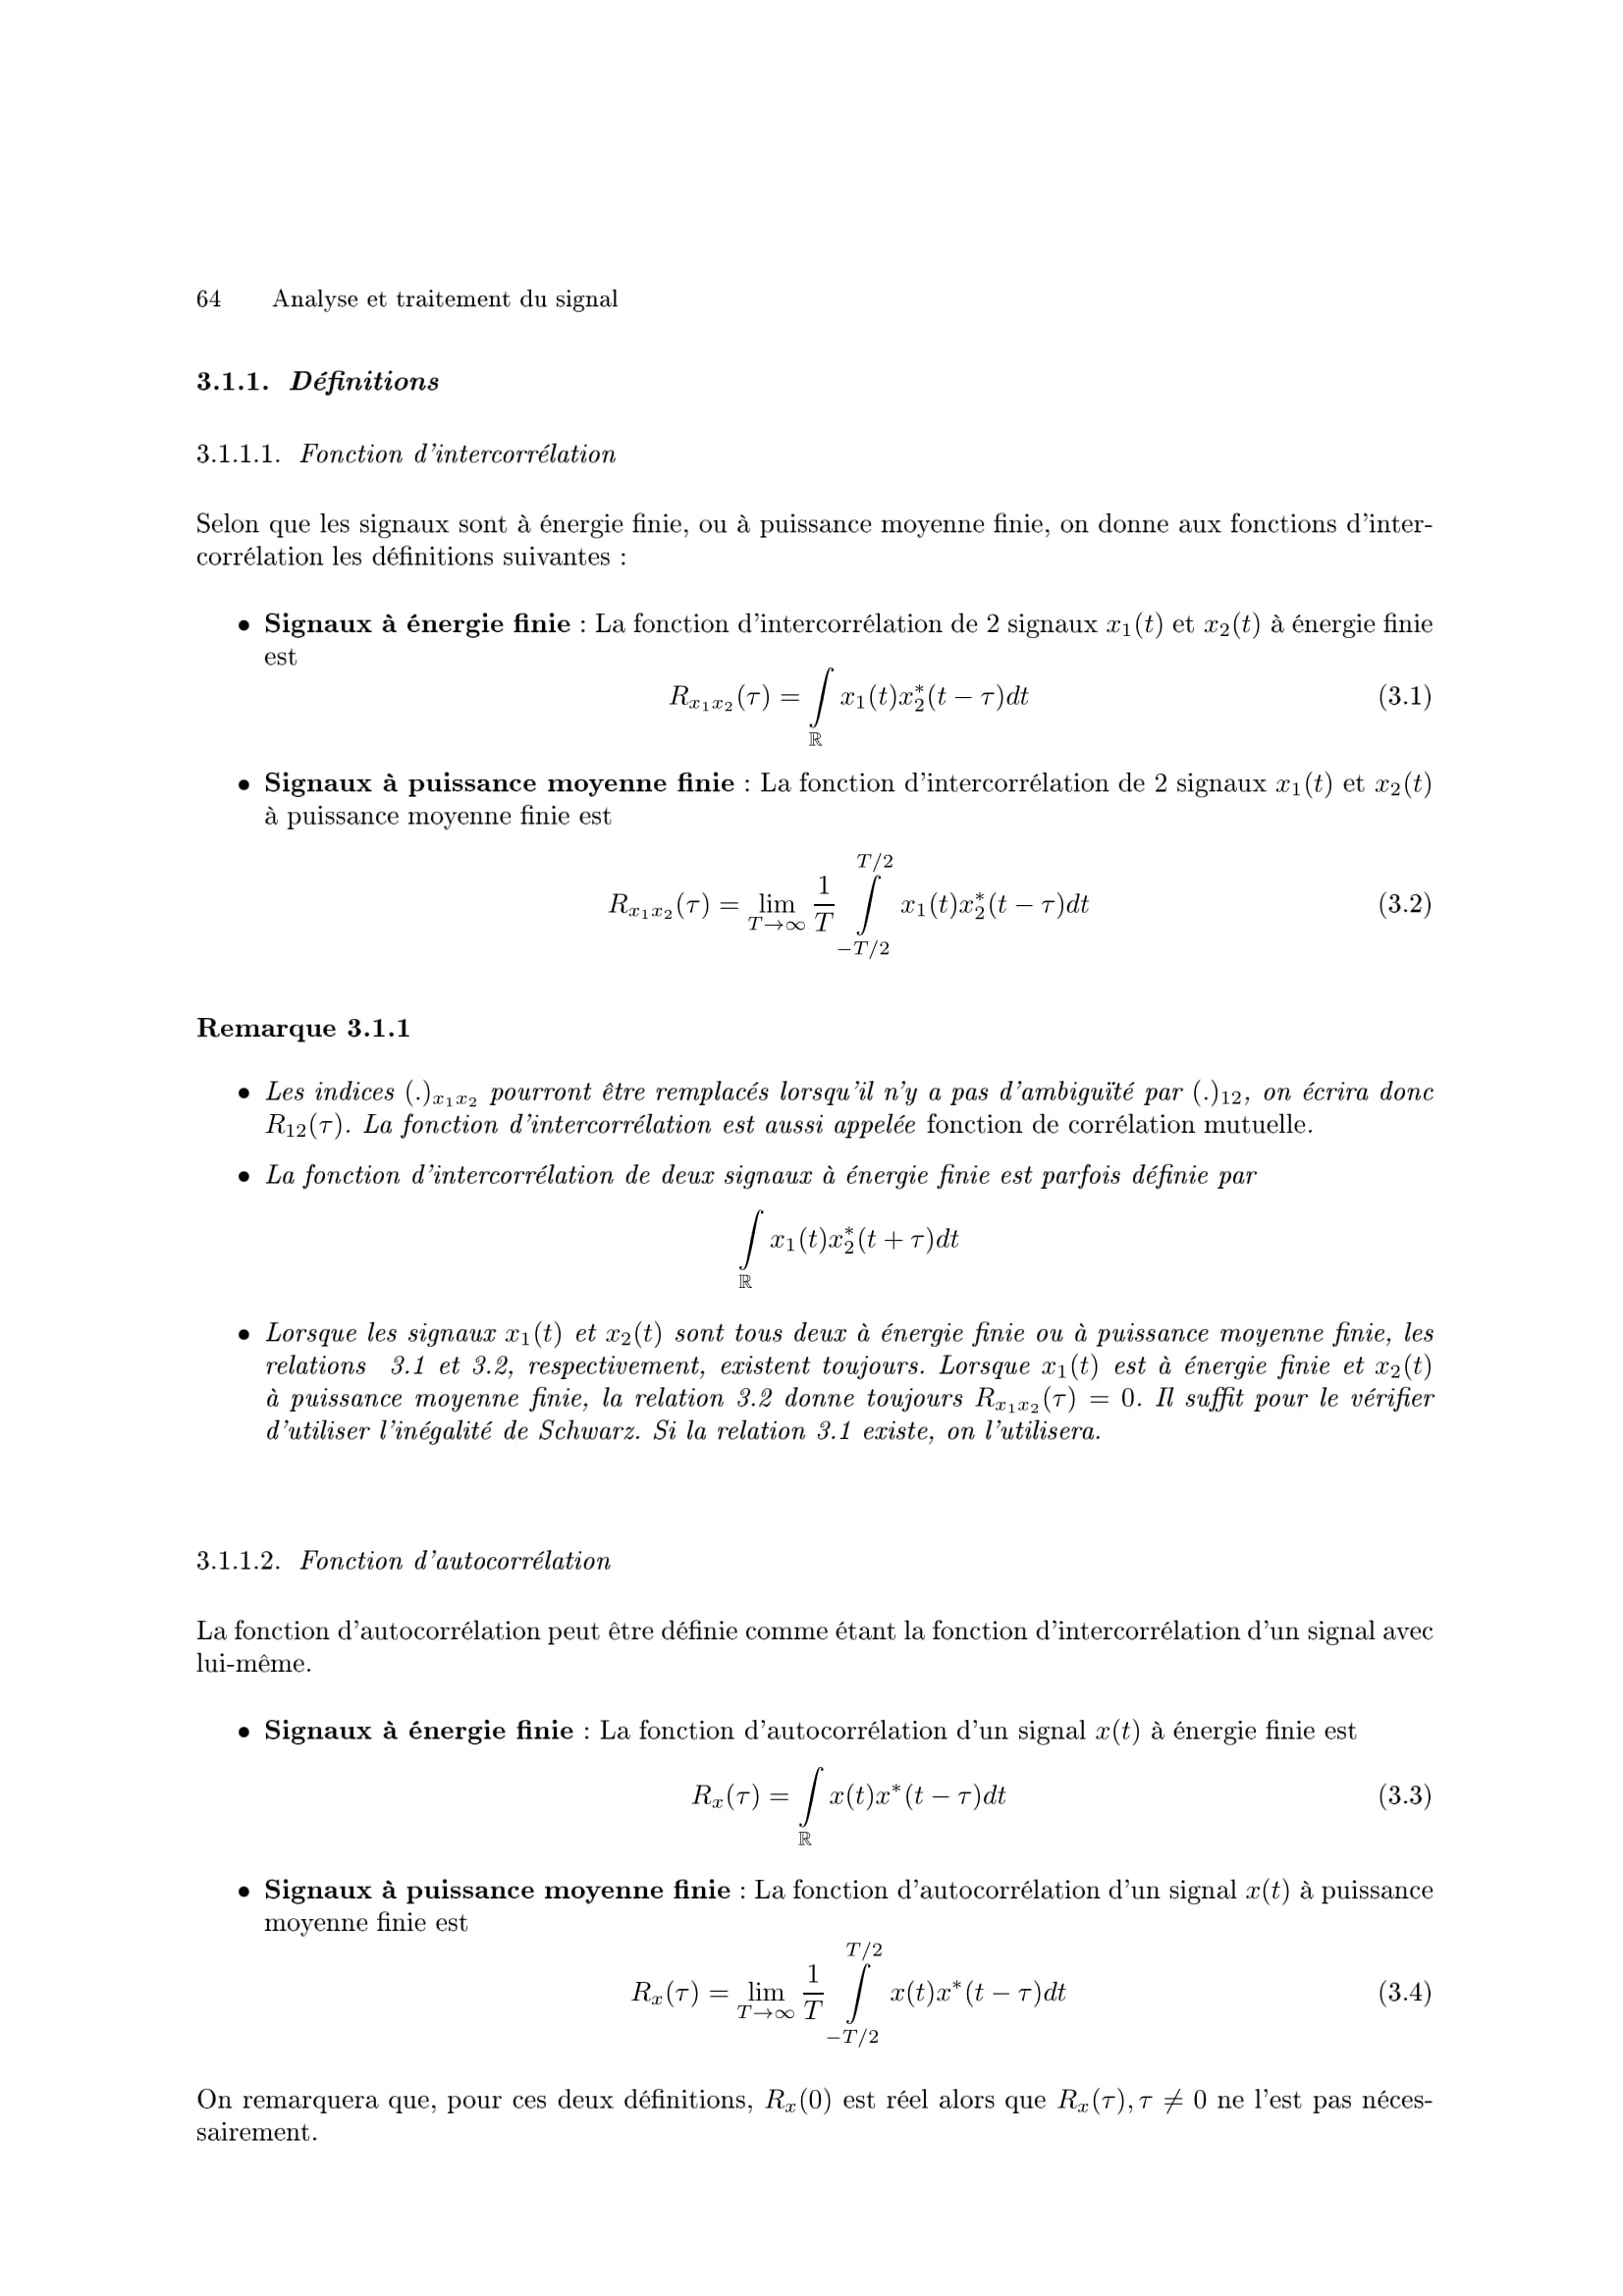 64 Analyse et traitement du signal
3.1.1. Définitions
3.1.1.1. Fonction d'intercorrélation
Selon que les signaux sont à énergie finie, ou à puissance moyenne finie, on donne aux fonctions d'inter-
corrélation les définitions suivantes :
• Signaux à énergie finie : La fonction d'intercorrélation de 2 signaux $x_1(t)$ et $x_2(t)$ à énergie finie
est
$$R_{x_1x_2}(\tau) = \int\limits_{\mathbb{R}} x_1(t)x_2^*(t-\tau)dt \quad (3.1)$$
• Signaux à puissance moyenne finie : La fonction d'intercorrélation de 2 signaux $x_1(t)$ et $x_2(t)$
à puissance moyenne finie est
$$R_{x_1x_2}(\tau) = \lim_{T\to\infty} \frac{1}{T} \int\limits_{-T/2}^{T/2} x_1(t)x_2^*(t-\tau)dt \quad (3.2)$$
Remarque 3.1.1
• Les indices $(.)_{x_1x_2}$ pourront être remplacés lorsqu'il n'y a pas d'ambiguïté par $(.)_{12}$, on écrira donc
$R_{12}(\tau)$. La fonction d'intercorrélation est aussi appelée fonction de corrélation mutuelle.
• La fonction d'intercorrélation de deux signaux à énergie finie est parfois définie par
$$\int\limits_{\mathbb{R}} x_1(t)x_2^*(t+\tau)dt$$
• Lorsque les signaux $x_1(t)$ et $x_2(t)$ sont tous deux à énergie finie ou à puissance moyenne finie, les
relations 3.1 et 3.2, respectivement, existent toujours. Lorsque $x_1(t)$ est à énergie finie et $x_2(t)$
à puissance moyenne finie, la relation 3.2 donne toujours $R_{x_1x_2}(\tau) = 0$. Il suffit pour le vérifier
d'utiliser l'inégalité de Schwarz. Si la relation 3.1 existe, on l'utilisera.
3.1.1.2. Fonction d'autocorrélation
La fonction d'autocorrélation peut être définie comme étant la fonction d'intercorrélation d'un signal avec
lui-même.
• Signaux à énergie finie : La fonction d'autocorrélation d'un signal $x(t)$ à énergie finie est
$$R_x(\tau) = \int\limits_{\mathbb{R}} x(t)x^*(t-\tau)dt \quad (3.3)$$
• Signaux à puissance moyenne finie : La fonction d'autocorrélation d'un signal $x(t)$ à puissance
moyenne finie est
$$R_x(\tau) = \lim_{T\to\infty} \frac{1}{T} \int\limits_{-T/2}^{T/2} x(t)x^*(t-\tau)dt \quad (3.4)$$
On remarquera que, pour ces deux définitions, $R_x(0)$ est réel alors que $R_x(\tau), \tau \neq 0$ ne l'est pas néces-
sairement.